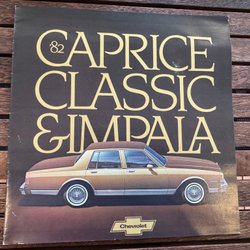 '82
CAPRICE
CLASSIC
&IMPALA
Chevrolet